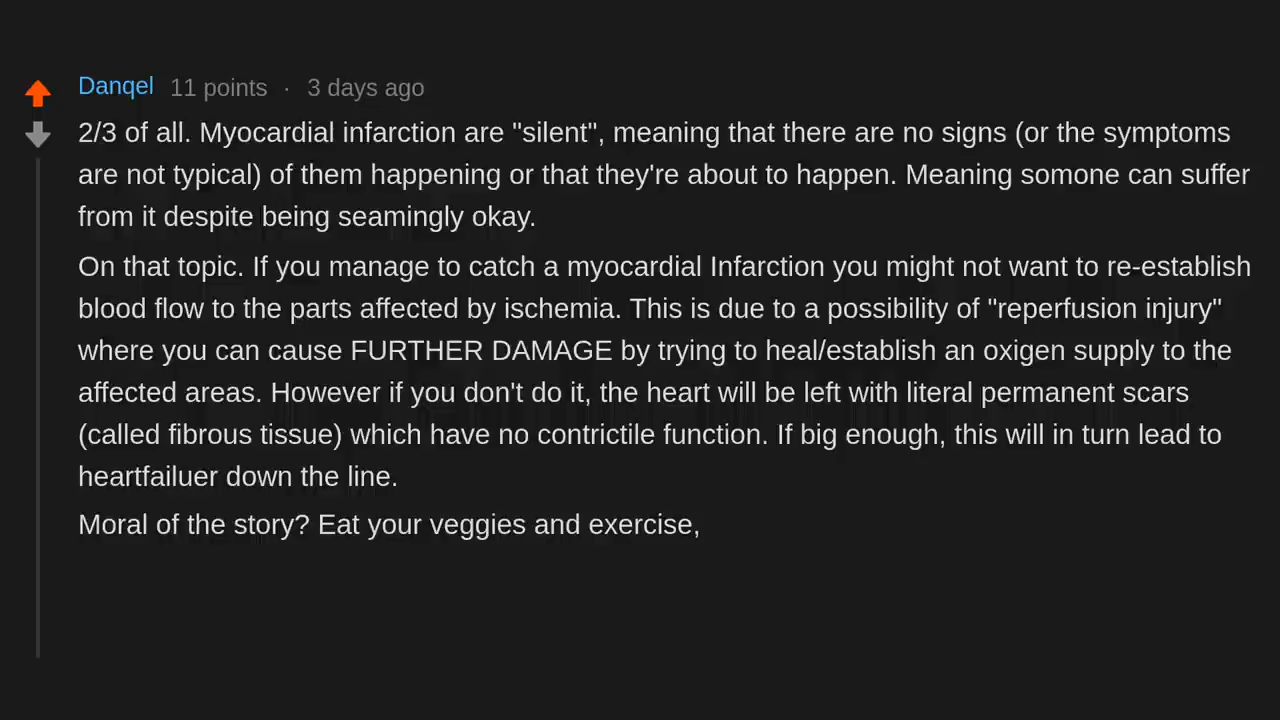 Danqel 11 points · 3 days ago
2/3 of all. Myocardial infarction are "silent", meaning that there are no signs (or the symptoms
are not typical) of them happening or that they're about to happen. Meaning somone can suffer
from it despite being seamingly okay.
On that topic. If you manage to catch a myocardial Infarction you might not want to re-establish
blood flow to the parts affected by ischemia. This is due to a possibility of "reperfusion injury"
where you can cause FURTHER DAMAGE by trying to heal/establish an oxigen supply to the
affected areas. However if you don't do it, the heart will be left with literal permanent scars
(called fibrous tissue) which have no contrictile function. If big enough, this will in turn lead to
heartfailuer down the line.
Moral of the story? Eat your veggies and exercise,